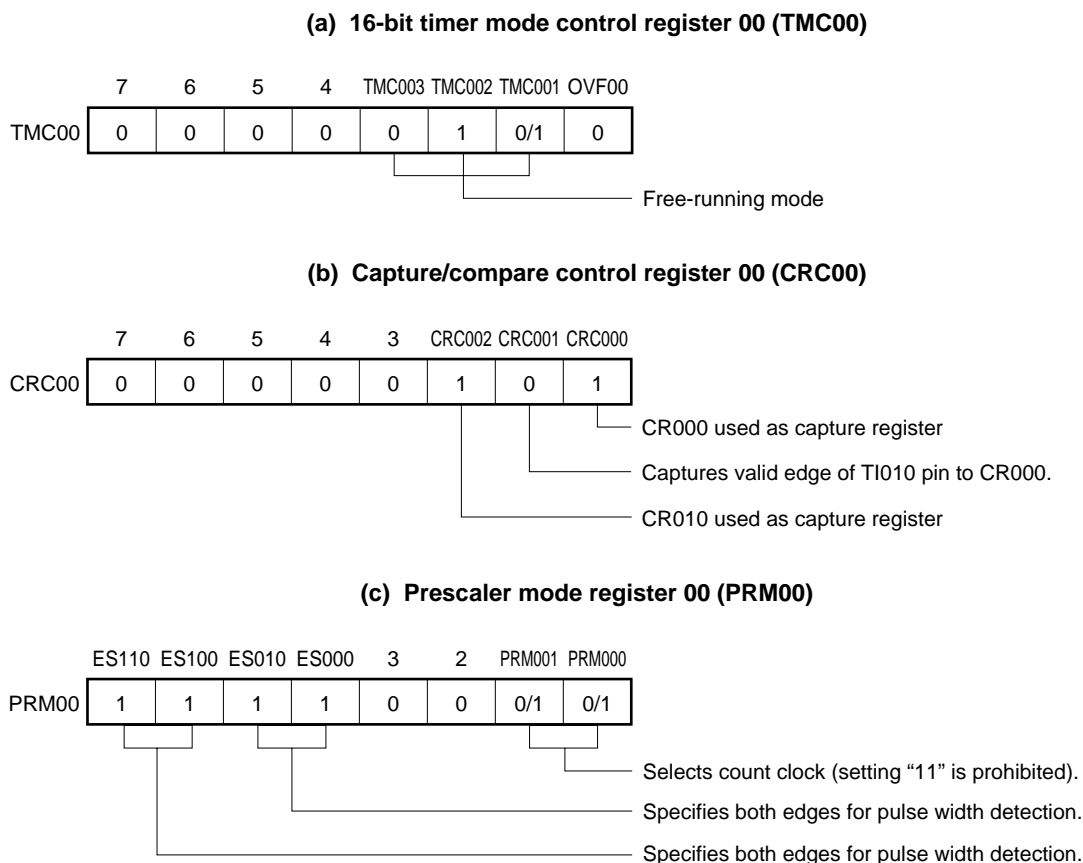 (a) 16-bit timer mode control register 00 (TMC00)
7 6 5 4 TMC003 TMC002 TMC001 OVF00
TMC00 0 0 0 0 0 1 0/1 0
Free-running mode
(b) Capture/compare control register 00 (CRC00)
7 6 5 4 3 CRC002 CRC001 CRC000
CRC00 0 0 0 0 0 1 0 1
CR000 used as capture register
Captures valid edge of TI010 pin to CR000.
CR010 used as capture register
(c) Prescaler mode register 00 (PRM00)
ES110 ES100 ES010 ES000 3 2 PRM001 PRM000
PRM00 1 1 1 1 0 0 0/1 0/1
Selects count clock (setting “11” is prohibited).
Specifies both edges for pulse width detection.
Specifies both edges for pulse width detection.